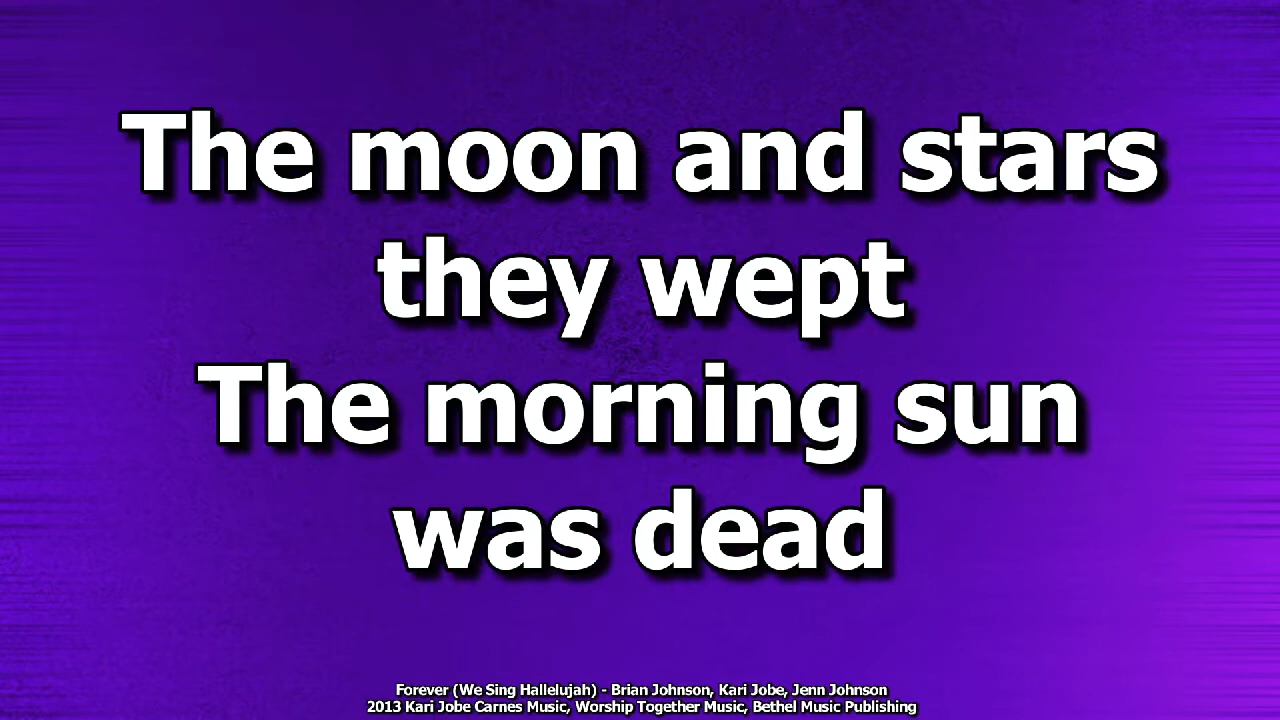 The moon and stars
they wept
The morning sun
was dead
Forever (We Sing Hallelujah) - Brian Johnson, Kari Jobe, Jenn Johnson
2013 Kari Jobe Carnes Music, Worship Together Music, Bethel Music Publishing